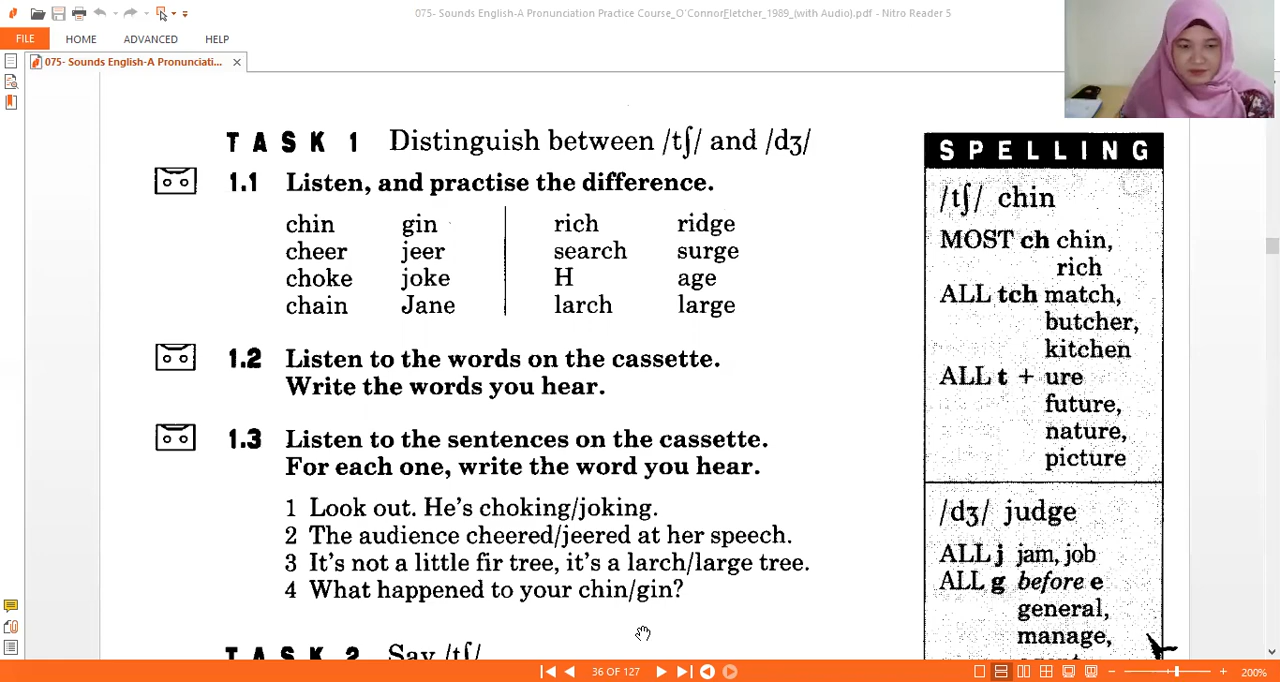 075- Sounds English-A Pronunciation Practice Course_O'ConnorFletcher_1989_(with Audio).pdf - Nitro Reader 5
FILE HOME ADVANCED HELP
075- Sounds English-A Pronunciati...
TASK 1 Distinguish between /tʃ/ and /dʒ/
1.1 Listen, and practise the difference.
chin gin rich ridge
cheer jeer search surge
choke joke H age
chain Jane larch large
1.2 Listen to the words on the cassette.
Write the words you hear.
1.3 Listen to the sentences on the cassette.
For each one, write the word you hear.
1 Look out. He's choking/joking.
2 The audience cheered/jeered at her speech.
3 It's not a little fir tree, it's a larch/large tree.
4 What happened to your chin/gin?
TASK 2 Say /tʃ/
SPELLING
/tʃ/ chin
MOST ch chin,
rich
ALL tch match,
butcher,
kitchen
ALL t + ure
future,
nature,
picture
/dʒ/ judge
ALL j jam, job
ALL g before e
general,
manage,
36 OF 127
200%